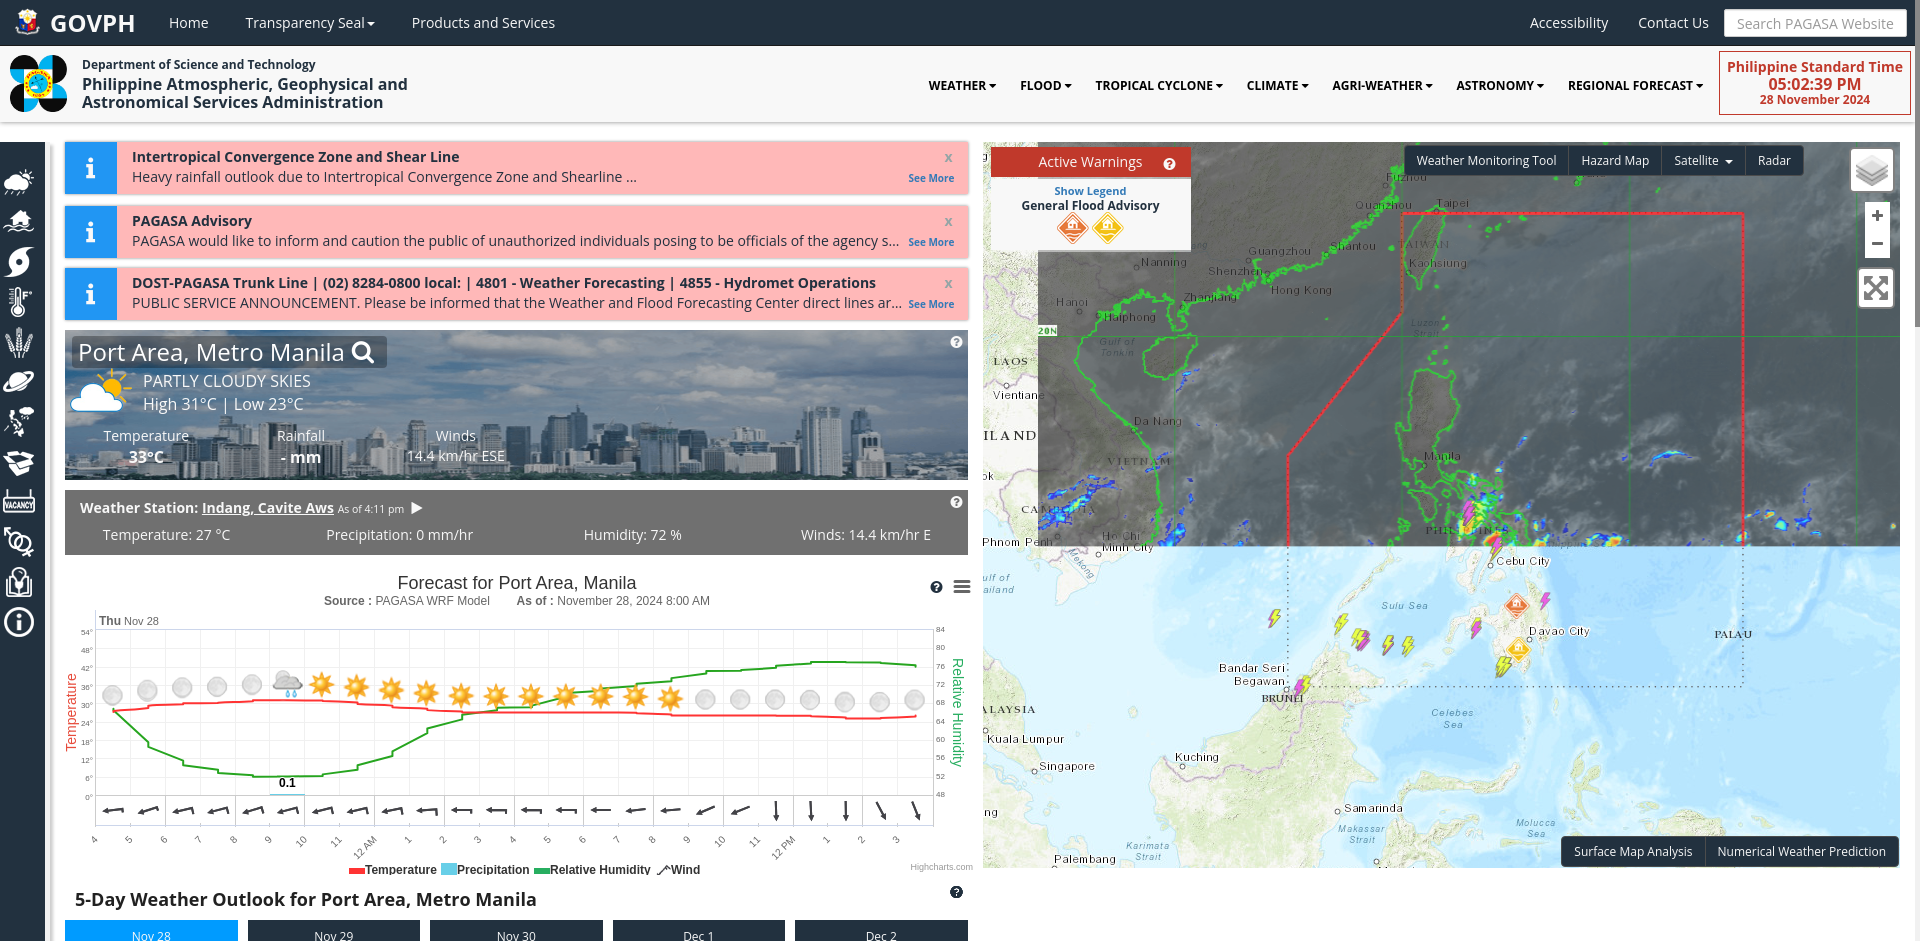 GOVPH
Home
Transparency Seal
Products and Services
Accessibility
Contact Us
Search PAGASA Website
Department of Science and Technology
Philippine Atmospheric, Geophysical and
Astronomical Services Administration
WEATHER
FLOOD
TROPICAL CYCLONE
CLIMATE
AGRI-WEATHER
ASTRONOMY
REGIONAL FORECAST
Philippine Standard Time
05:02:39 PM
28 November 2024
VACANCY
Intertropical Convergence Zone and Shear Line
x
Heavy rainfall outlook due to Intertropical Convergence Zone and Shearline ...
See More
PAGASA Advisory
x
PAGASA would like to inform and caution the public of unauthorized individuals posing to be officials of the agency s...
See More
DOST-PAGASA Trunk Line | (02) 8284-0800 local: | 4801 - Weather Forecasting | 4855 - Hydromet Operations
x
PUBLIC SERVICE ANNOUNCEMENT. Please be informed that the Weather and Flood Forecasting Center direct lines ar...
See More
Port Area, Metro Manila
PARTLY CLOUDY SKIES
High 31°C | Low 23°C
Temperature
33°C
Rainfall
- mm
Winds
14.4 km/hr ESE
Weather Station: Indang, Cavite Aws As of 4:11 pm
Temperature: 27 °C
Precipitation: 0 mm/hr
Humidity: 72 %
Winds: 14.4 km/hr E
Forecast for Port Area, Manila
Source : PAGASA WRF Model As of : November 28, 2024 8:00 AM
Thu Nov 28
Temperature
54°
48°
42°
36°
30°
24°
18°
12°
6°
0°
84
80
76
72
68
64
60
56
52
48
Relative Humidity
0.1
4
5
6
7
8
9
10
11
12 AM
1
2
3
4
5
6
7
8
9
10
11
12 PM
1
2
3
Temperature
Precipitation
Relative Humidity
Wind
Highcharts.com
5-Day Weather Outlook for Port Area, Metro Manila
Nov 28
Nov 29
Nov 30
Dec 1
Dec 2
Active Warnings
Show Legend
General Flood Advisory
Weather Monitoring Tool
Hazard Map
Satellite
Radar
+
−
Fuzhou
Quanzhou
Taipei
TAIWAN
Kaohsiung
Shantou
Guangzhou
Shenzhen
Hong Kong
Nanning
Zhanjiang
Hanoi
Haiphong
20N
Gulf of
Tonkin
Luzon
Strait
LAOS
Vientiane
Da Nang
ILAND
VIETNAM
ok
Manila
CAMBODIA
PHILIPPINES
Phnom Penh
Ho Chi
Minh City
Mekong
Cebu City
ulf of
ailand
Sulu Sea
Davao City
PALAU
Bandar Seri
Begawan
BRUNEI
ALAYSIA
Celebes
Sea
Kuala Lumpur
Kuching
Singapore
Samarinda
ng
Makassar
Strait
Molucca
Sea
Karimata
Strait
Palembang
Surface Map Analysis
Numerical Weather Prediction